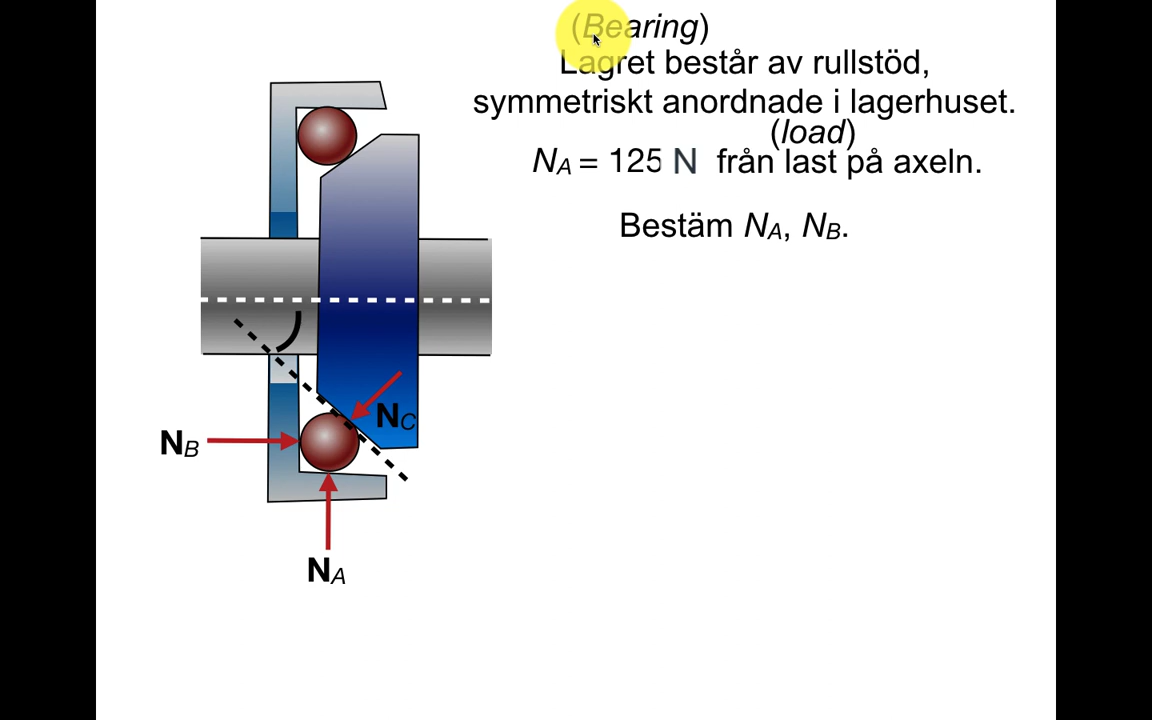 (Bearing)
Lagret består av rullstöd,
symmetriskt anordnade i lagerhuset.
(load)
NA = 125 N från last på axeln.
Bestäm NA, NB.
NC
NB
NA